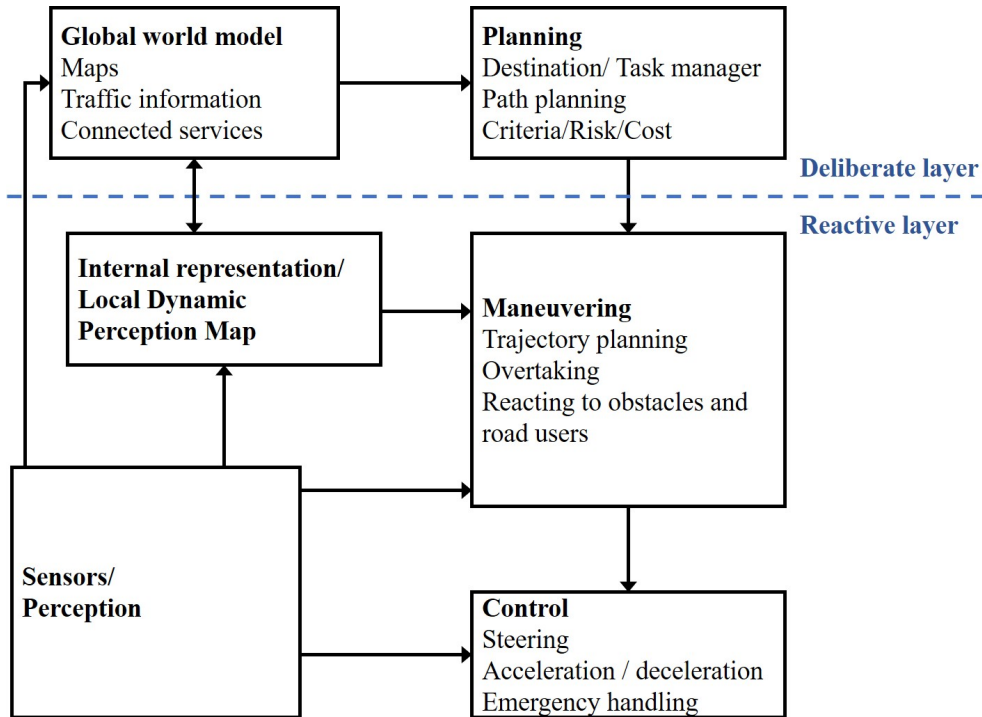 Global world model
Maps
Traffic information
Connected services
Planning
Destination/ Task manager
Path planning
Criteria/Risk/Cost
Deliberate layer
Reactive layer
Internal representation/
Local Dynamic
Perception Map
Maneuvering
Trajectory planning
Overtaking
Reacting to obstacles and
road users
Sensors/
Perception
Control
Steering
Acceleration / deceleration
Emergency handling